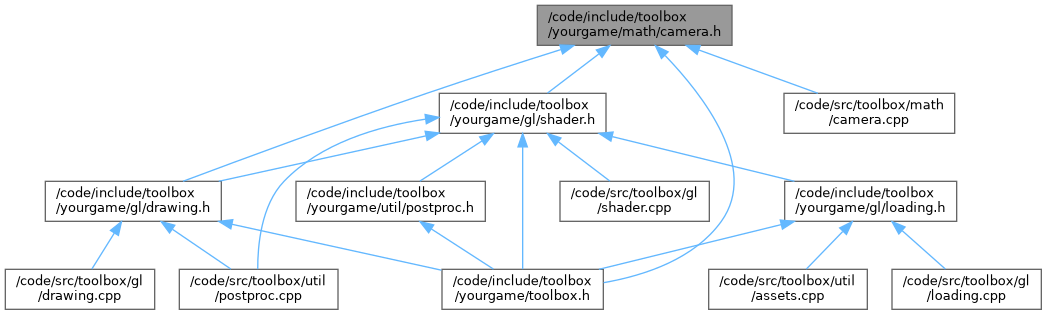 /code/include/toolbox
/yourgame/math/camera.h
/code/include/toolbox
/yourgame/gl/shader.h
/code/src/toolbox/math
/camera.cpp
/code/include/toolbox
/yourgame/gl/drawing.h
/code/include/toolbox
/yourgame/util/postproc.h
/code/src/toolbox/gl
/shader.cpp
/code/include/toolbox
/yourgame/gl/loading.h
/code/src/toolbox/gl
/drawing.cpp
/code/src/toolbox/util
/postproc.cpp
/code/include/toolbox
/yourgame/toolbox.h
/code/src/toolbox/util
/assets.cpp
/code/src/toolbox/gl
/loading.cpp